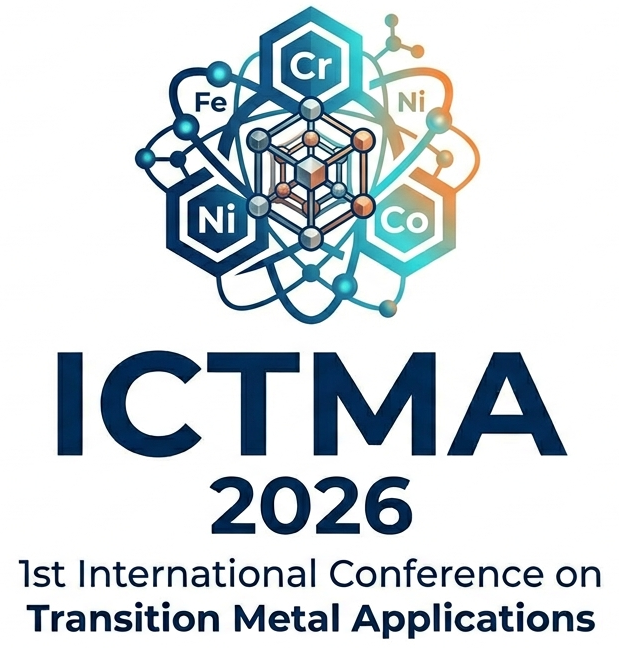 Cr
Fe
Ni
Ni
Co
ICTMA
2026
1st International Conference on
Transition Metal Applications